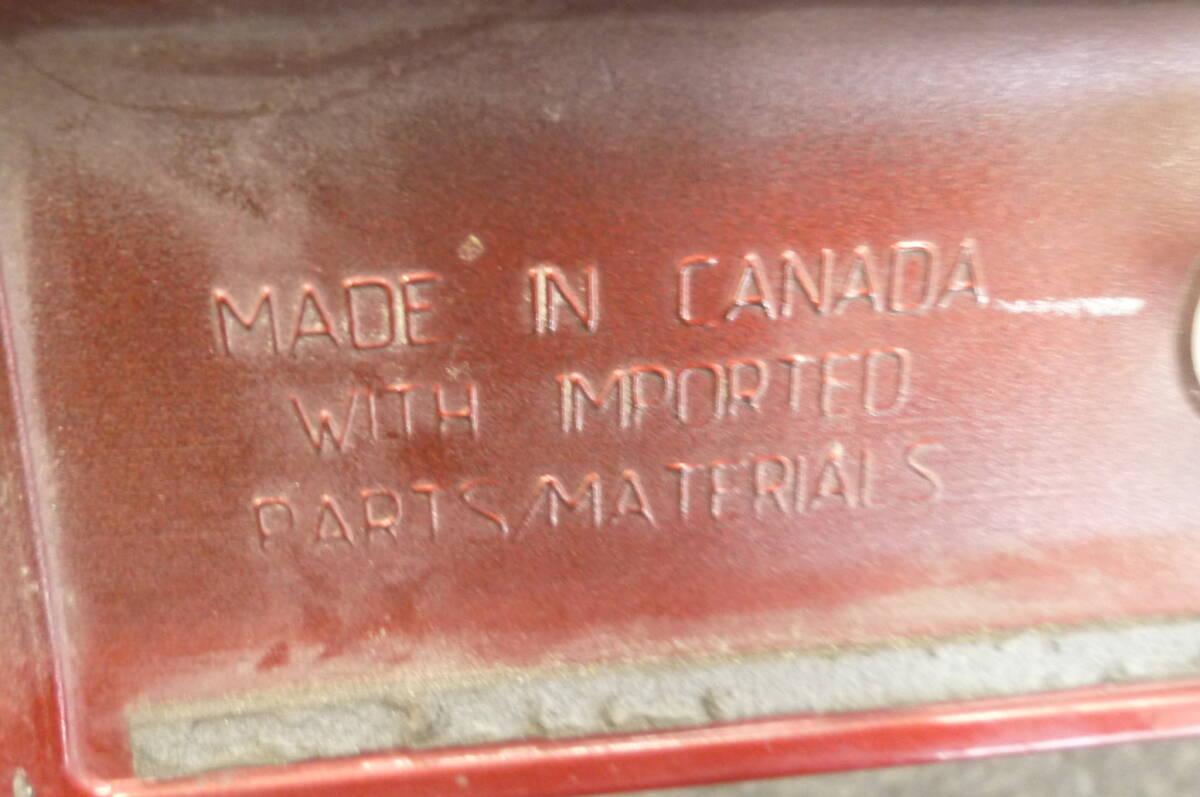 MADE IN CANADA
WITH IMPORTED
PARTS/MATERIALS